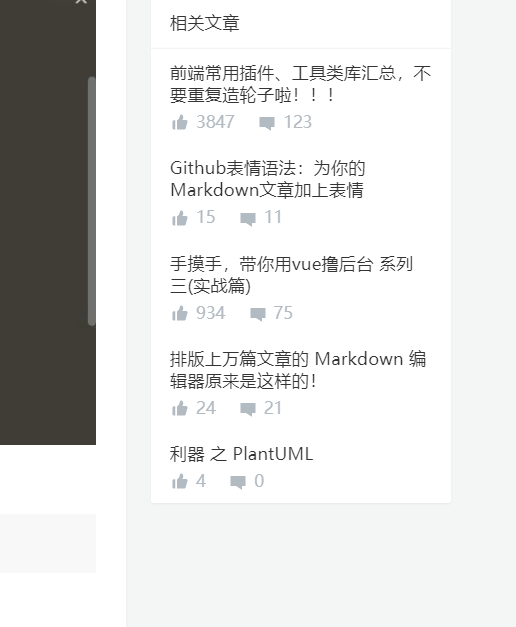 相关文章
前端常用插件、工具类库汇总，不
要重复造轮子啦！！！
3847 123
Github表情语法：为你的
Markdown文章加上表情
15 11
手摸手，带你用vue撸后台 系列
三(实战篇)
934 75
排版上万篇文章的 Markdown 编
辑器原来是这样的！
24 21
利器 之 PlantUML
4 0